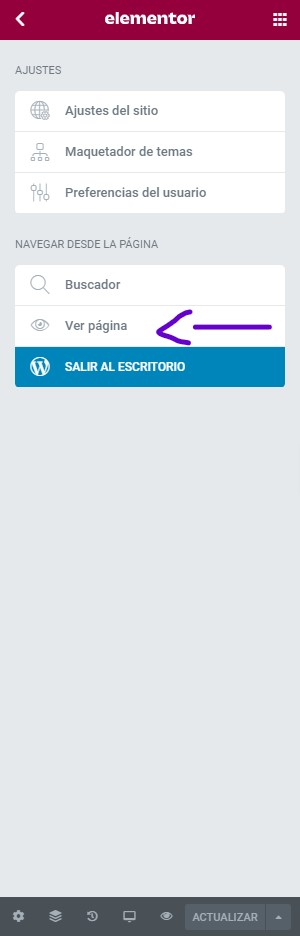 elementor
AJUSTES
Ajustes del sitio
Maquetador de temas
Preferencias del usuario
NAVEGAR DESDE LA PÁGINA
Buscador
Ver página
SALIR AL ESCRITORIO
ACTUALIZAR